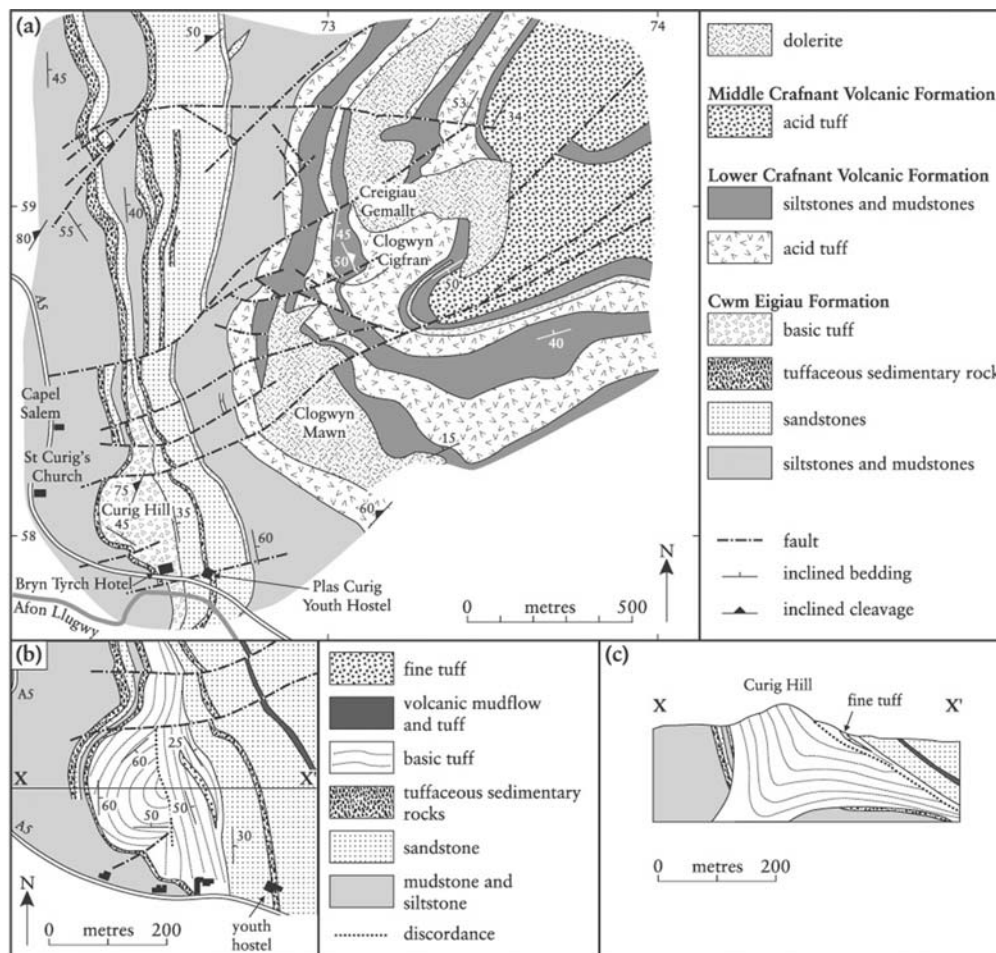 (a)
73
74
50
45
53
34
59
40
80
55
Creigiau
Gemallt
45
50
Clogwyn
Cigfran
50
40
A5
Capel
Salem
Clogwyn
Mawn
15
St Curig's
Church
75
Curig Hill
45
35
60
60
58
Bryn Tyrch Hotel
Plas Curig
Youth Hostel
Afon Llugwy
0 metres 500
N
dolerite
Middle Crafnant Volcanic Formation
acid tuff
Lower Crafnant Volcanic Formation
siltstones and mudstones
acid tuff
Cwm Eigiau Formation
basic tuff
tuffaceous sedimentary rock
sandstones
siltstones and mudstones
fault
inclined bedding
inclined cleavage
(b)
A5
25
60
X
X'
60
50
50
30
A5
N
0 metres 200
youth
hostel
fine tuff
volcanic mudflow
and tuff
basic tuff
tuffaceous sedimentary
rocks
sandstone
mudstone and
siltstone
discordance
(c)
Curig Hill
X
fine tuff
X'
0 metres 200